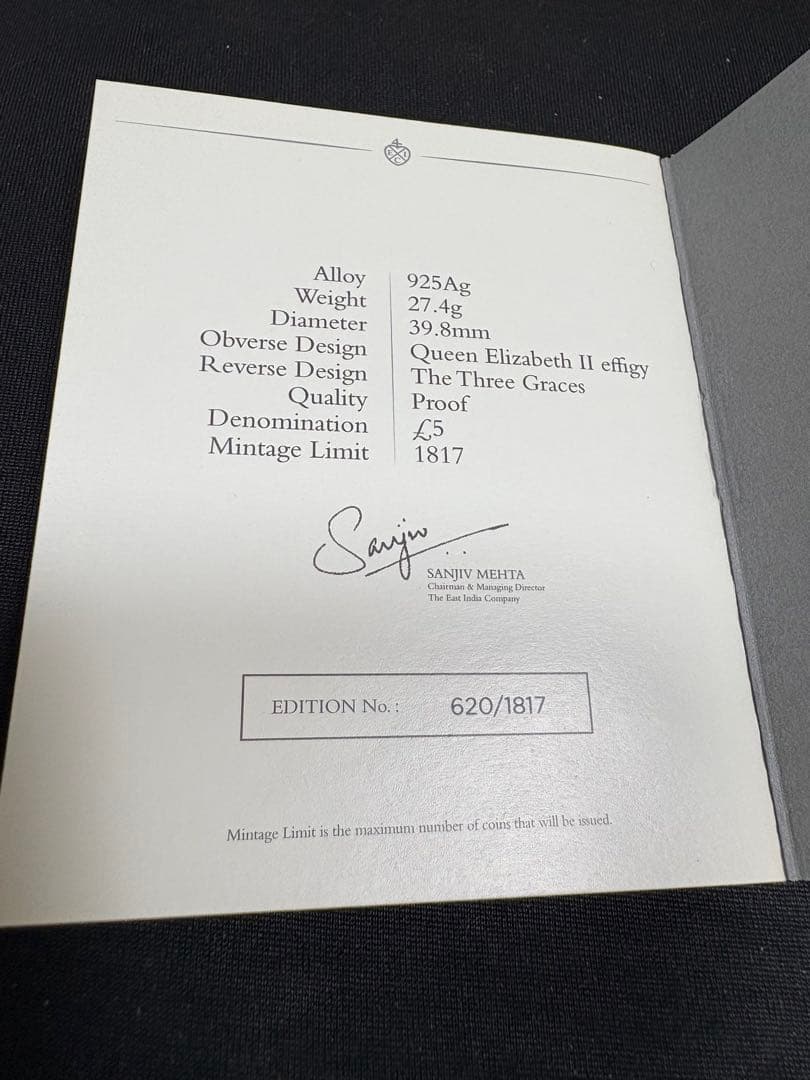 4
E I C
Alloy 925Ag
Weight 27.4g
Diameter 39.8mm
Obverse Design Queen Elizabeth II effigy
Reverse Design The Three Graces
Quality Proof
Denomination £5
Mintage Limit 1817
Sanjiv
SANJIV MEHTA
Chairman & Managing Director
The East India Company
EDITION No. : 620/1817
Mintage Limit is the maximum number of coins that will be issued.